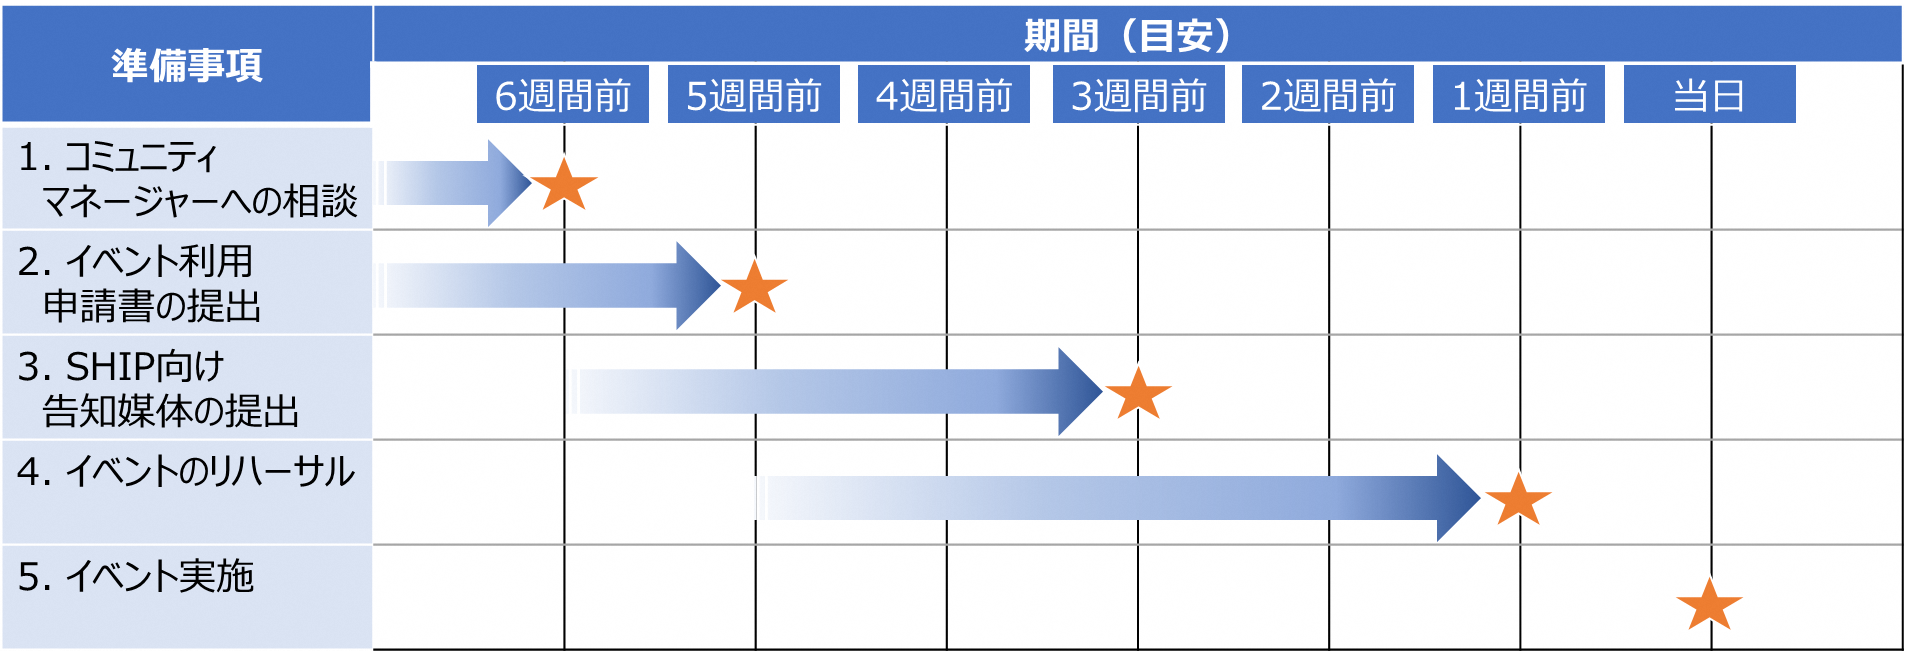 準備事項
期間（目安）
6週間前
5週間前
4週間前
3週間前
2週間前
1週間前
当日
1. コミュニティ
マネージャーへの相談
2. イベント利用
申請書の提出
3. SHIP向け
告知媒体の提出
4. イベントのリハーサル
5. イベント実施